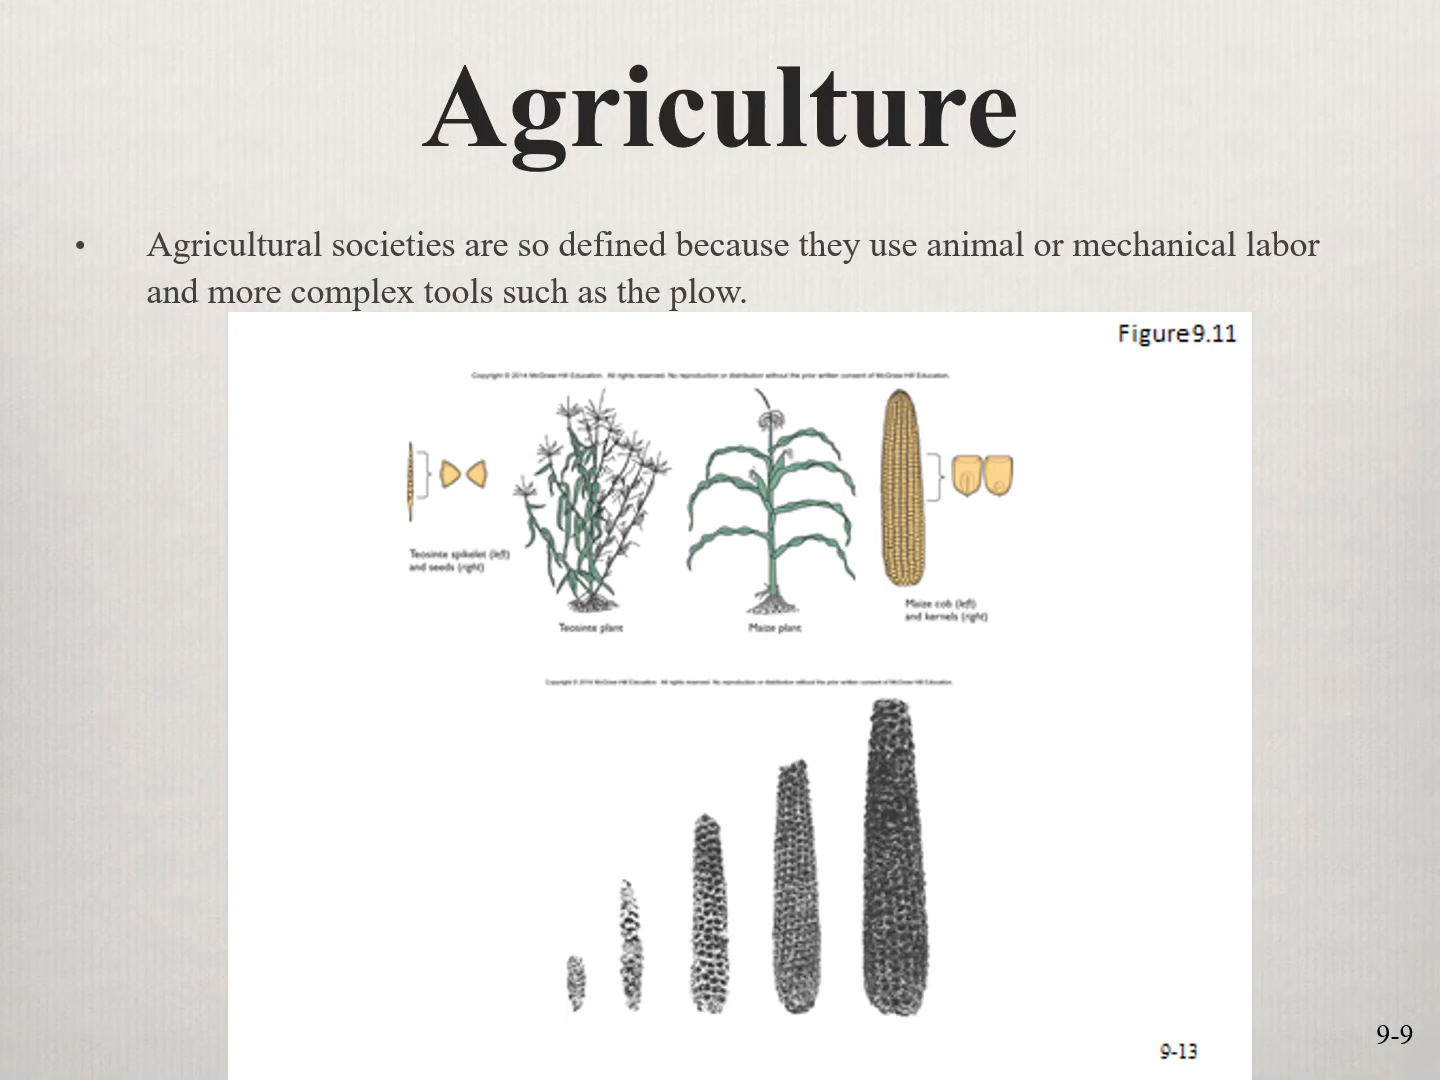 Agriculture
• Agricultural societies are so defined because they use animal or mechanical labor
and more complex tools such as the plow.
Figure 9.11
Copyright © 2014 McGraw-Hill Education. All rights reserved. No reproduction or distribution without the prior written consent of McGraw-Hill Education.
Teosinte spikelet (left)
and seeds (right)
Teosinte plant
Maize plant
Maize cob (left)
and kernels (right)
Copyright © 2014 McGraw-Hill Education. All rights reserved. No reproduction or distribution without the prior written consent of McGraw-Hill Education.
9-13
9-9